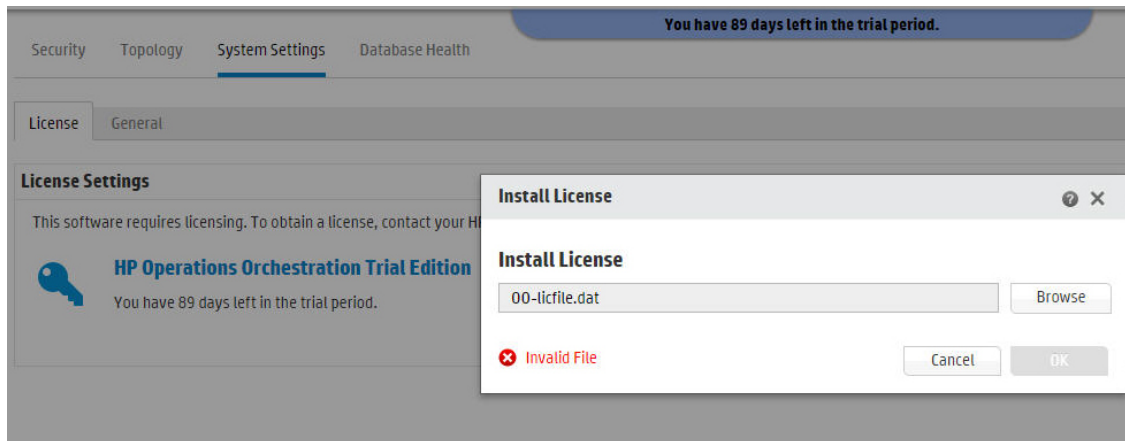 You have 89 days left in the trial period.
Security Topology System Settings Database Health
License General
License Settings
This software requires licensing. To obtain a license, contact your
HP Operations Orchestration Trial Edition
You have 89 days left in the trial period.
Install License
Install License
00-licfile.dat Browse
Invalid File Cancel OK